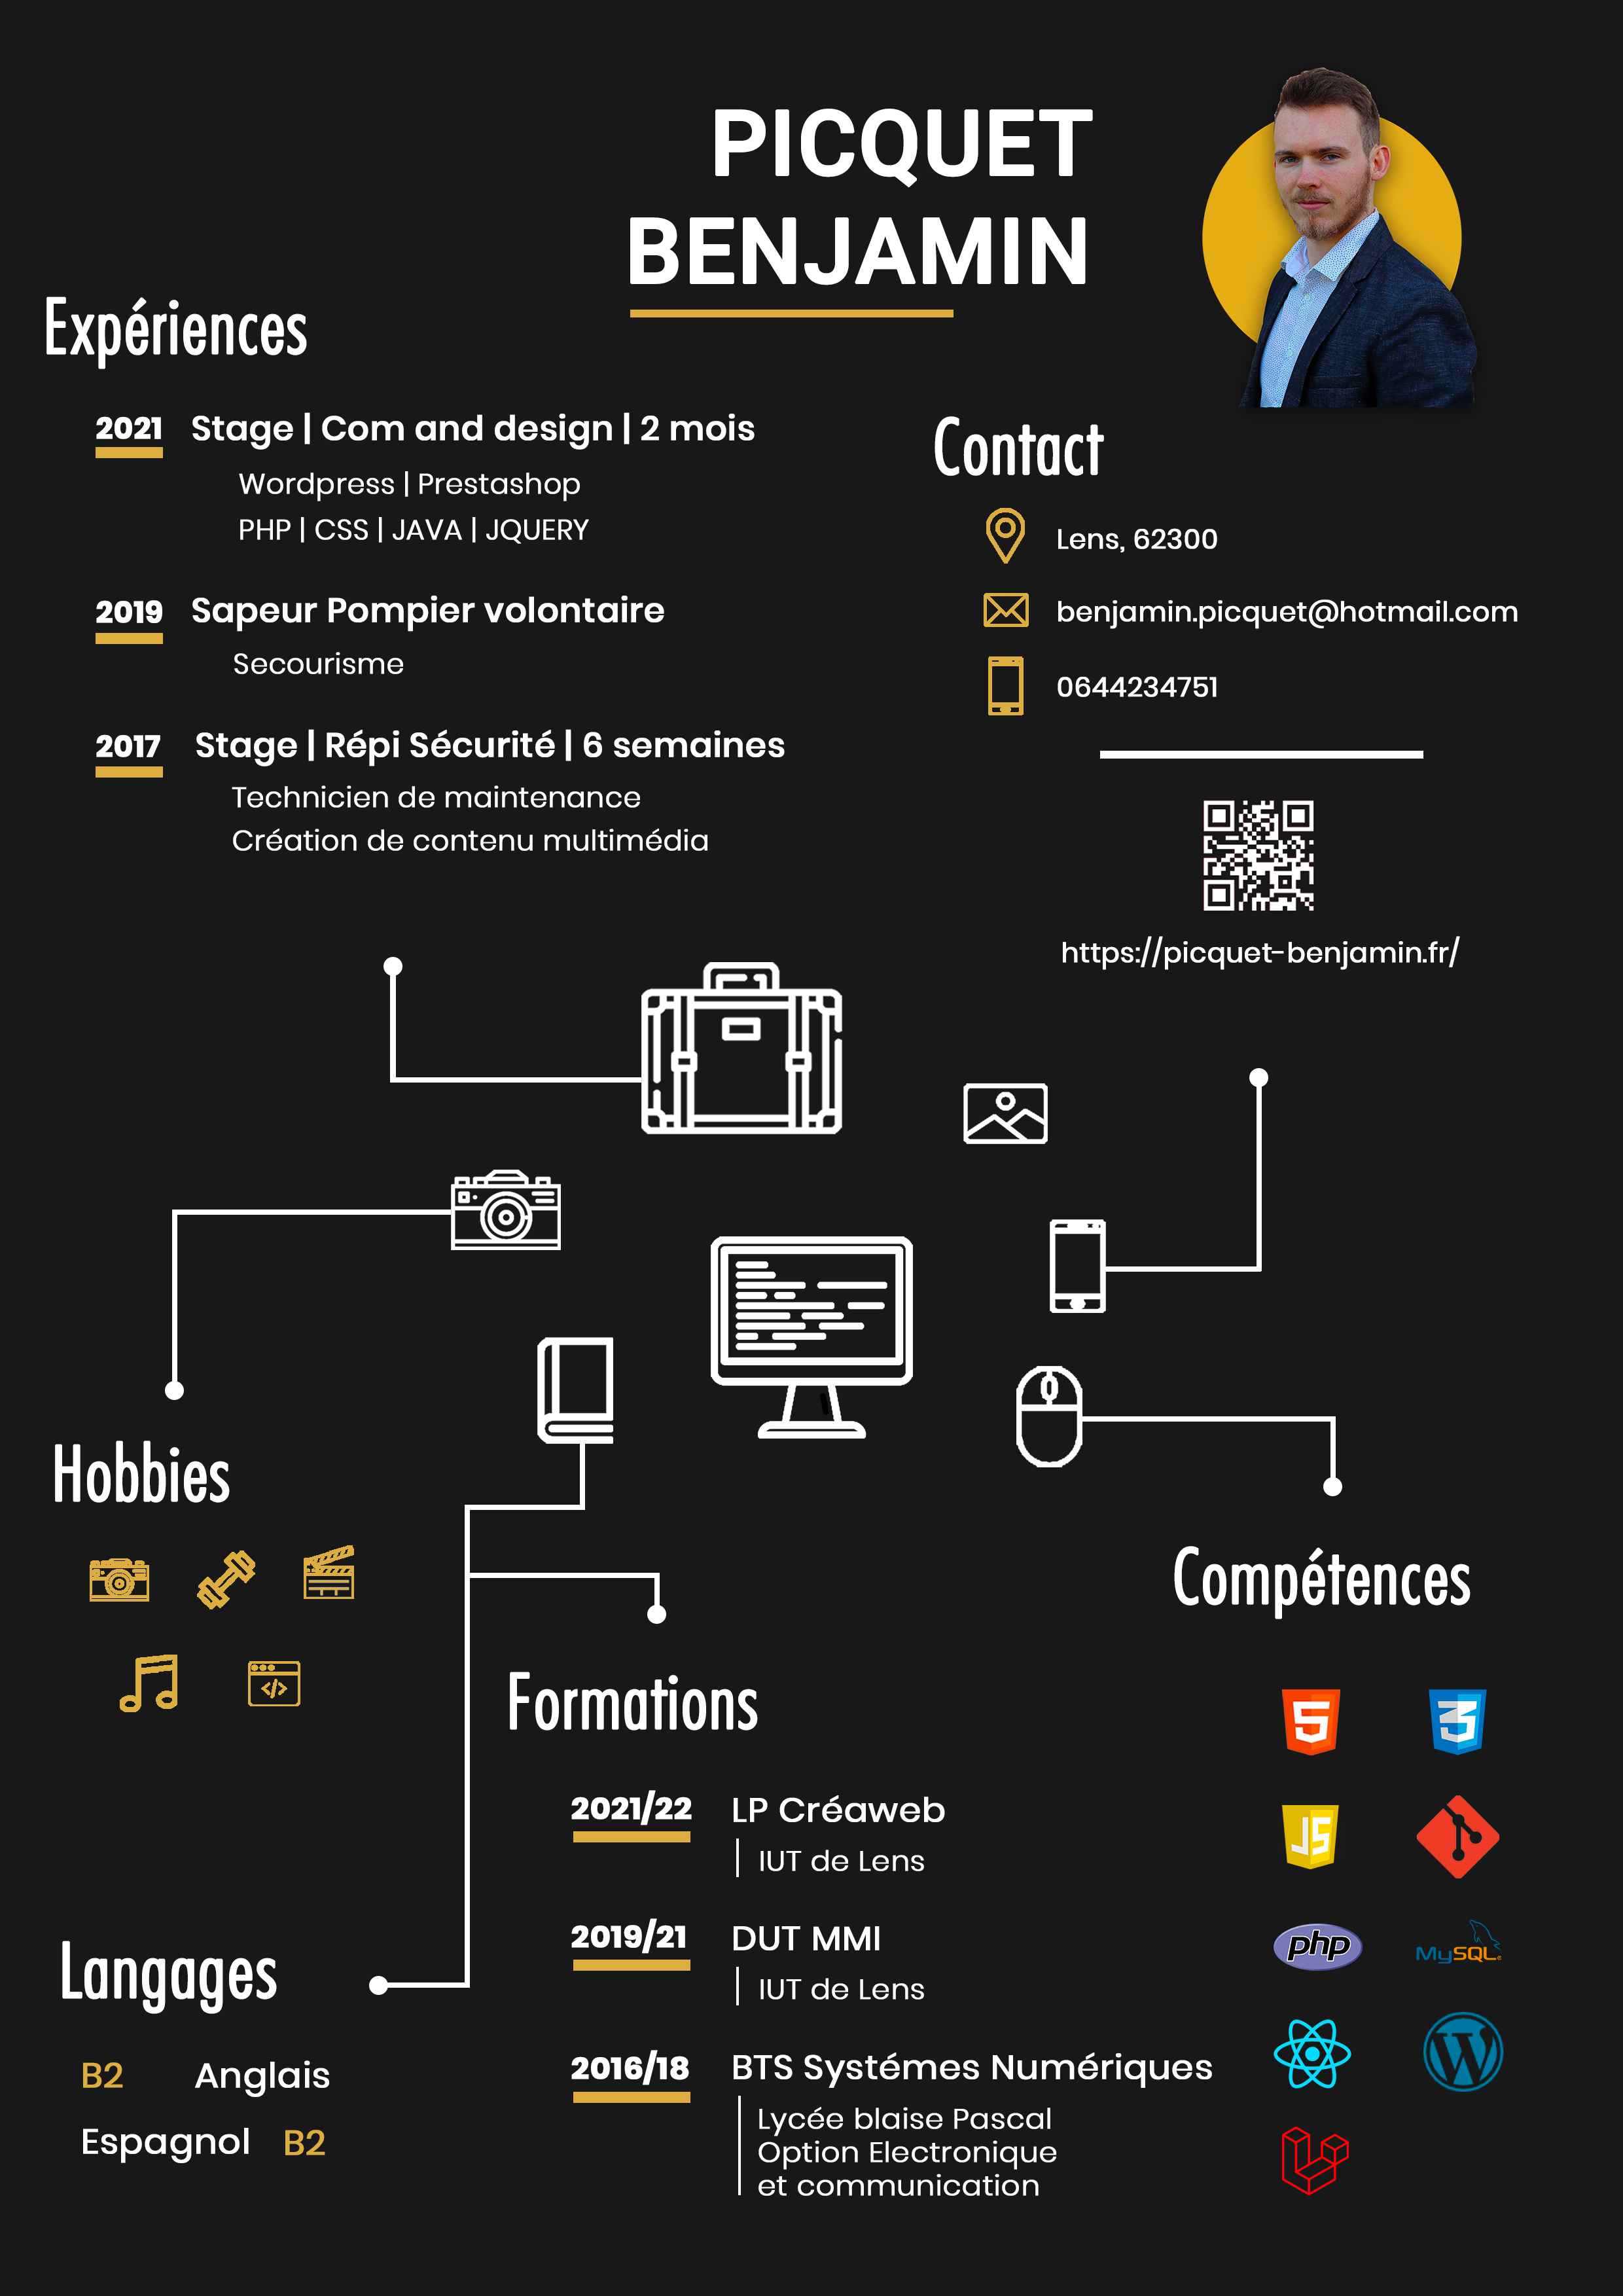 PICQUET
BENJAMIN
Expériences
2021 Stage | Com and design | 2 mois
Wordpress | Prestashop
PHP | CSS | JAVA | JQUERY
2019 Sapeur Pompier volontaire
Secourisme
2017 Stage | Répi Sécurité | 6 semaines
Technicien de maintenance
Création de contenu multimédia
Contact
Lens, 62300
benjamin.picquet@hotmail.com
0644234751
https://picquet-benjamin.fr/
Hobbies
</>
Formations
2021/22 LP Créaweb
IUT de Lens
2019/21 DUT MMI
IUT de Lens
2016/18 BTS Systémes Numériques
Lycée blaise Pascal
Option Electronique
et communication
Langages
B2 Anglais
Espagnol B2
Compétences
5 3
JS
php MySQL
W